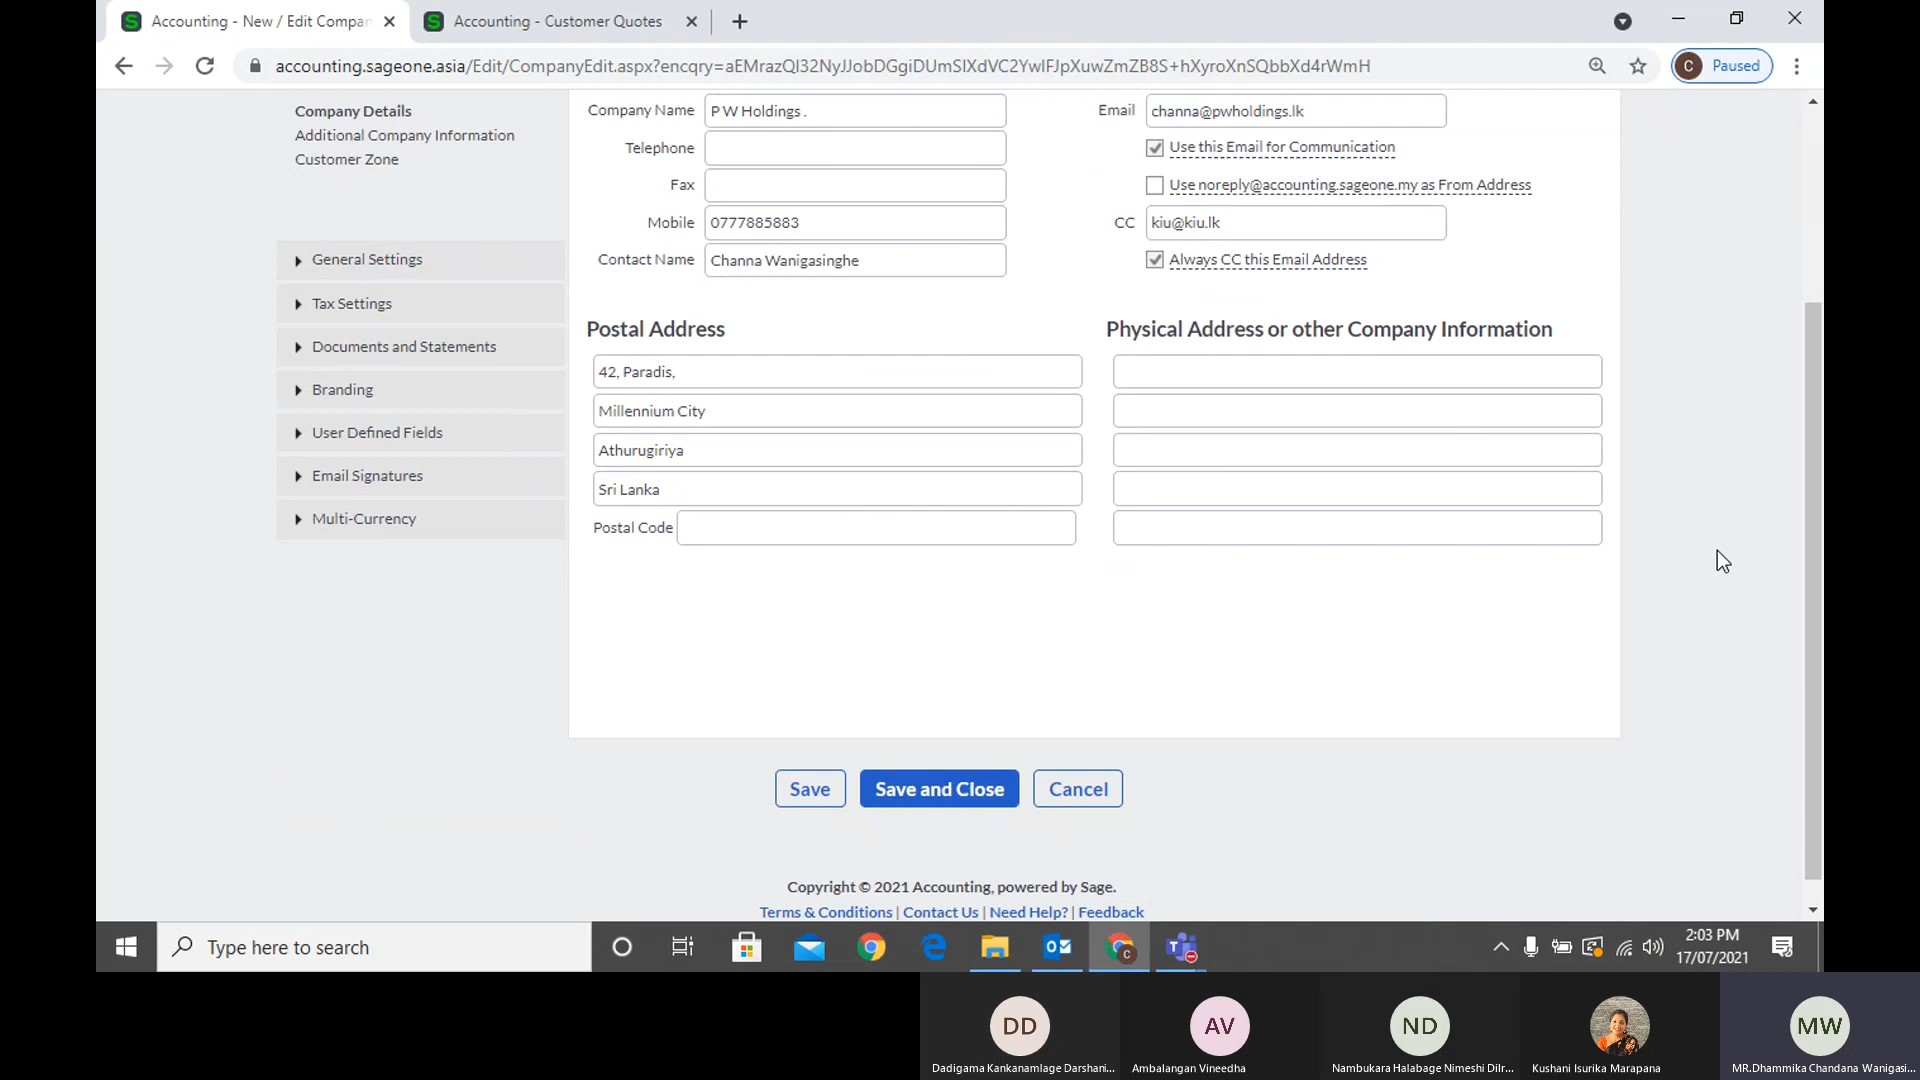 Accounting - New / Edit Compan
Accounting - Customer Quotes
accounting.sageone.asia/Edit/CompanyEdit.aspx?encqry=aEMrazQI32NyJJobDGgiDUmSIXdVC2YwIFJpXuwZmZB8S+hXyroXnSQbbXd4rWmH
C
Paused
Company Details
Additional Company Information
Customer Zone
General Settings
Tax Settings
Documents and Statements
Branding
User Defined Fields
Email Signatures
Multi-Currency
Company Name
P W Holdings .
Telephone
Fax
Mobile
0777885883
Contact Name
Channa Wanigasinghe
Email
channa@pwholdings.lk
Use this Email for Communication
Use noreply@accounting.sageone.my as From Address
CC
kiu@kiu.lk
Always CC this Email Address
Postal Address
42, Paradis,
Millennium City
Athurugiriya
Sri Lanka
Postal Code
Physical Address or other Company Information
Save
Save and Close
Cancel
Copyright © 2021 Accounting, powered by Sage.
Terms & Conditions | Contact Us | Need Help? | Feedback
Type here to search
2:03 PM
17/07/2021
DD
Dadigama Kankanamlage Darshani...
AV
Ambalangan Vineedha
ND
Nambukara Halabage Nimeshi Dilr...
Kushani Isurika Marapana
MW
MR.Dhammika Chandana Wanigasi...